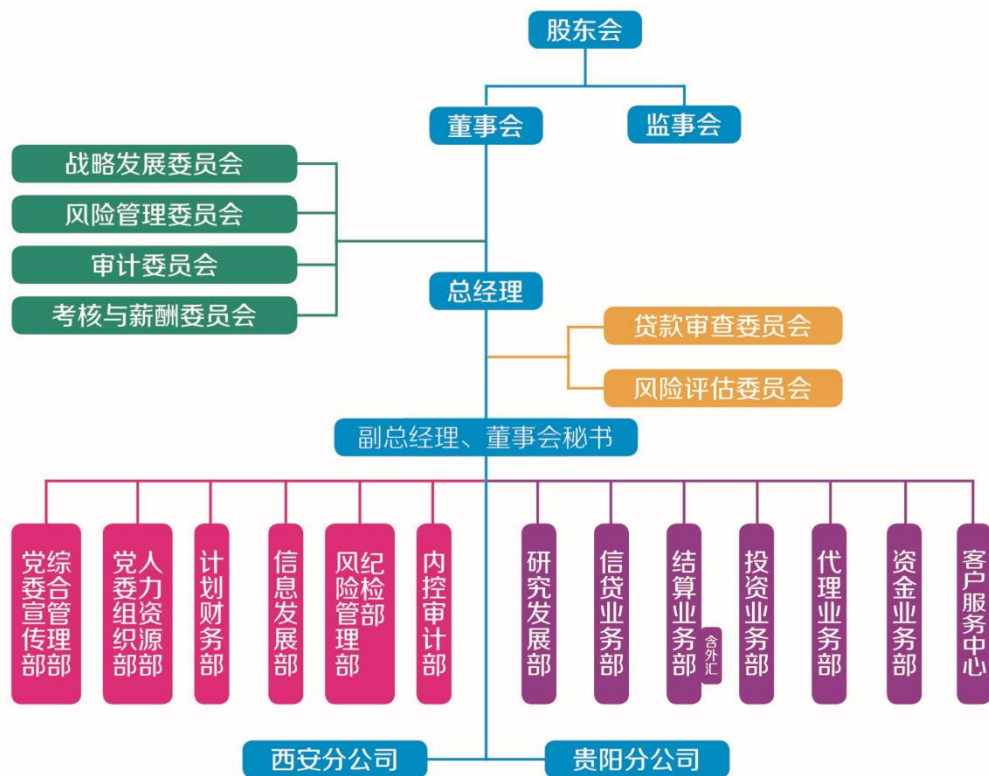 股东会
董事会
监事会
战略发展委员会
风险管理委员会
审计委员会
考核与薪酬委员会
总经理
贷款审查委员会
风险评估委员会
副总经理、董事会秘书
综合管理部
党委宣传部
人力资源部
党委组织部
计划财务部
信息发展部
纪检部
风险管理部
内控审计部
研究发展部
信贷业务部
结算业务部
含外汇
投资业务部
代理业务部
资金业务部
客户服务中心
西安分公司
贵阳分公司